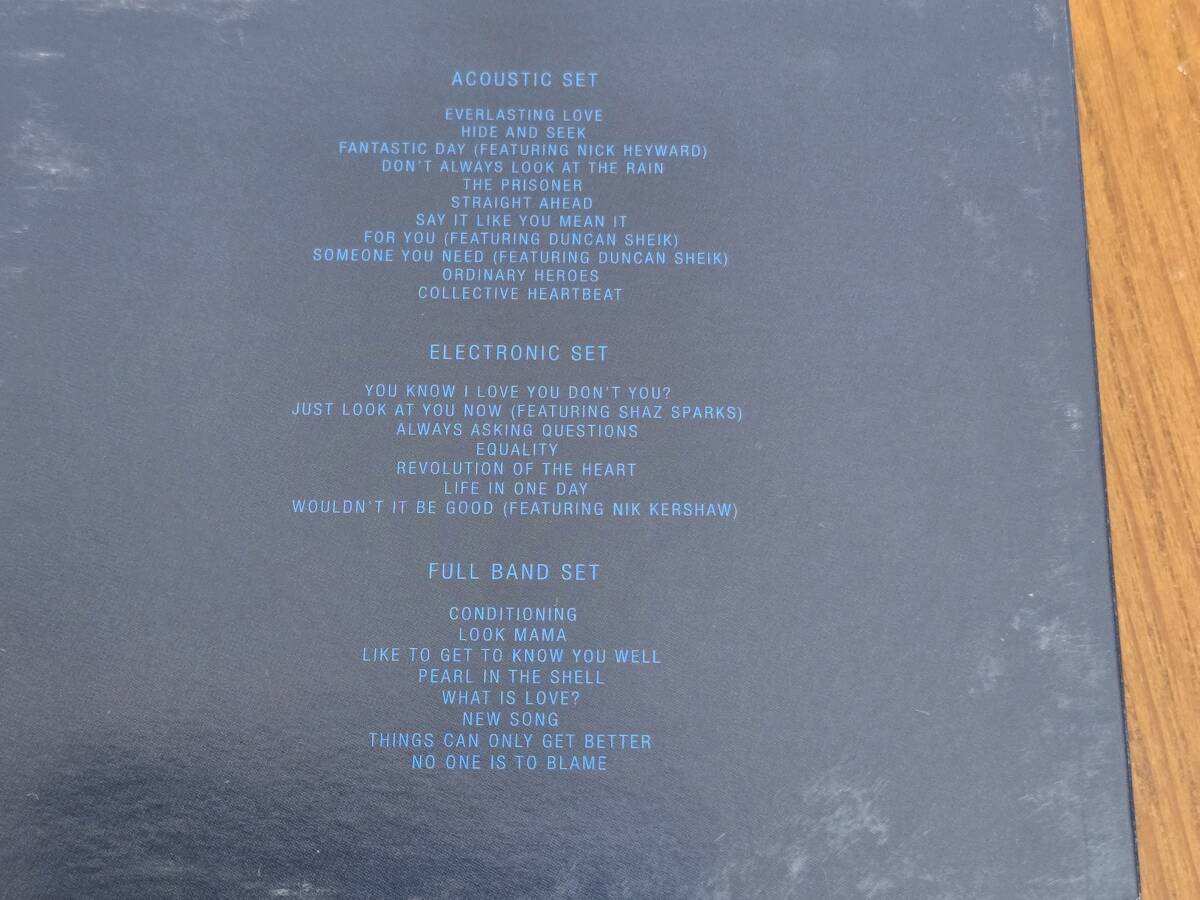 ACOUSTIC SET
EVERLASTING LOVE
HIDE AND SEEK
FANTASTIC DAY (FEATURING NICK HEYWARD)
DON'T ALWAYS LOOK AT THE RAIN
THE PRISONER
STRAIGHT AHEAD
SAY IT LIKE YOU MEAN IT
FOR YOU (FEATURING DUNCAN SHEIK)
SOMEONE YOU NEED (FEATURING DUNCAN SHEIK)
ORDINARY HEROES
COLLECTIVE HEARTBEAT
ELECTRONIC SET
YOU KNOW I LOVE YOU DON'T YOU?
JUST LOOK AT YOU NOW (FEATURING SHAZ SPARKS)
ALWAYS ASKING QUESTIONS
EQUALITY
REVOLUTION OF THE HEART
LIFE IN ONE DAY
WOULDN'T IT BE GOOD (FEATURING NIK KERSHAW)
FULL BAND SET
CONDITIONING
LOOK MAMA
LIKE TO GET TO KNOW YOU WELL
PEARL IN THE SHELL
WHAT IS LOVE?
NEW SONG
THINGS CAN ONLY GET BETTER
NO ONE IS TO BLAME